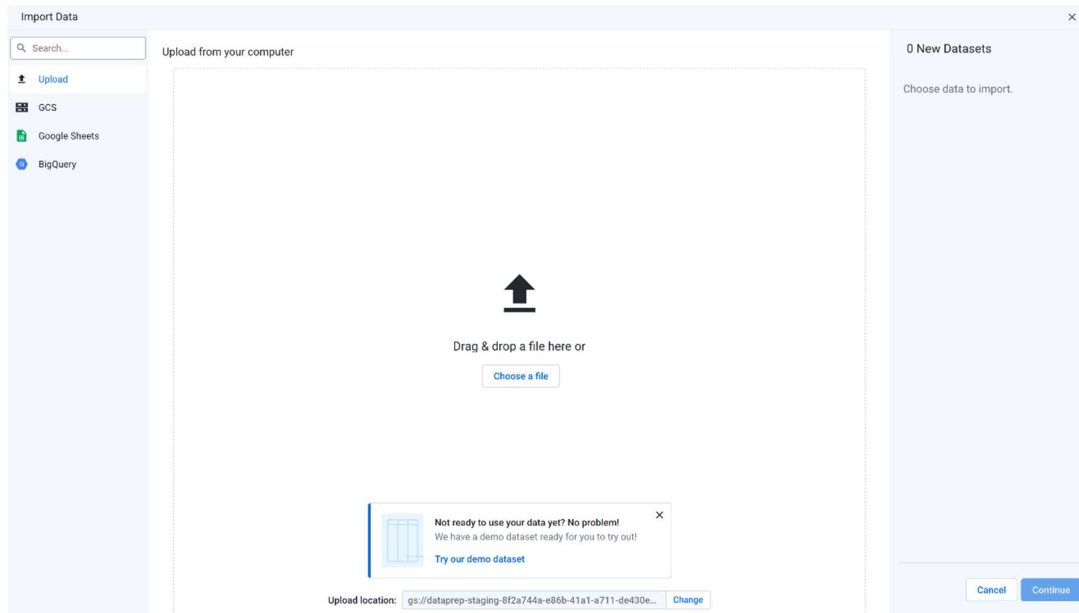 Import Data
Search...
Upload
GCS
Google Sheets
BigQuery
Upload from your computer
Drag & drop a file here or
Choose a file
Not ready to use your data yet? No problem!
We have a demo dataset ready for you to try out!
Try our demo dataset
Upload location: gs://dataprep-staging-8f2a744a-e86b-41a1-a711-de430e... Change
0 New Datasets
Choose data to import.
Cancel Continue